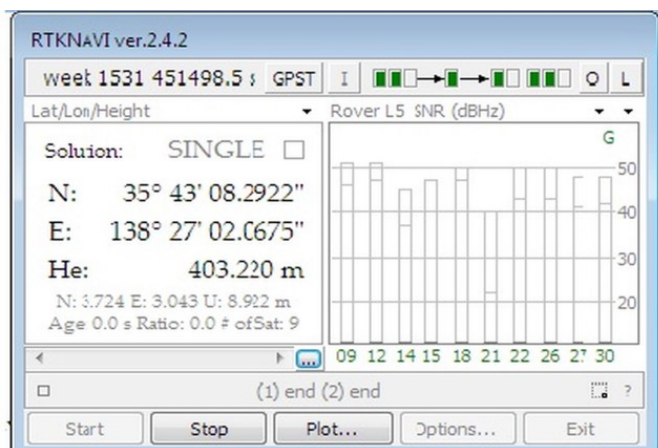 RTKNAVI ver.2.4.2
week 1531 451498.5 s GPST I O L
Lat/Lon/Height
Rover L5 SNR (dBHz)
G
Solution: SINGLE
N: 35° 43' 08.2922"
E: 138° 27' 02.0675"
He: 403.220 m
N: 3.724 E: 3.043 U: 8.922 m
Age 0.0 s Ratio: 0.0 # of Sat: 9
50
40
30
20
09 12 14 15 18 21 22 26 27 30
...
(1) end (2) end
?
Start Stop Plot... Options... Exit